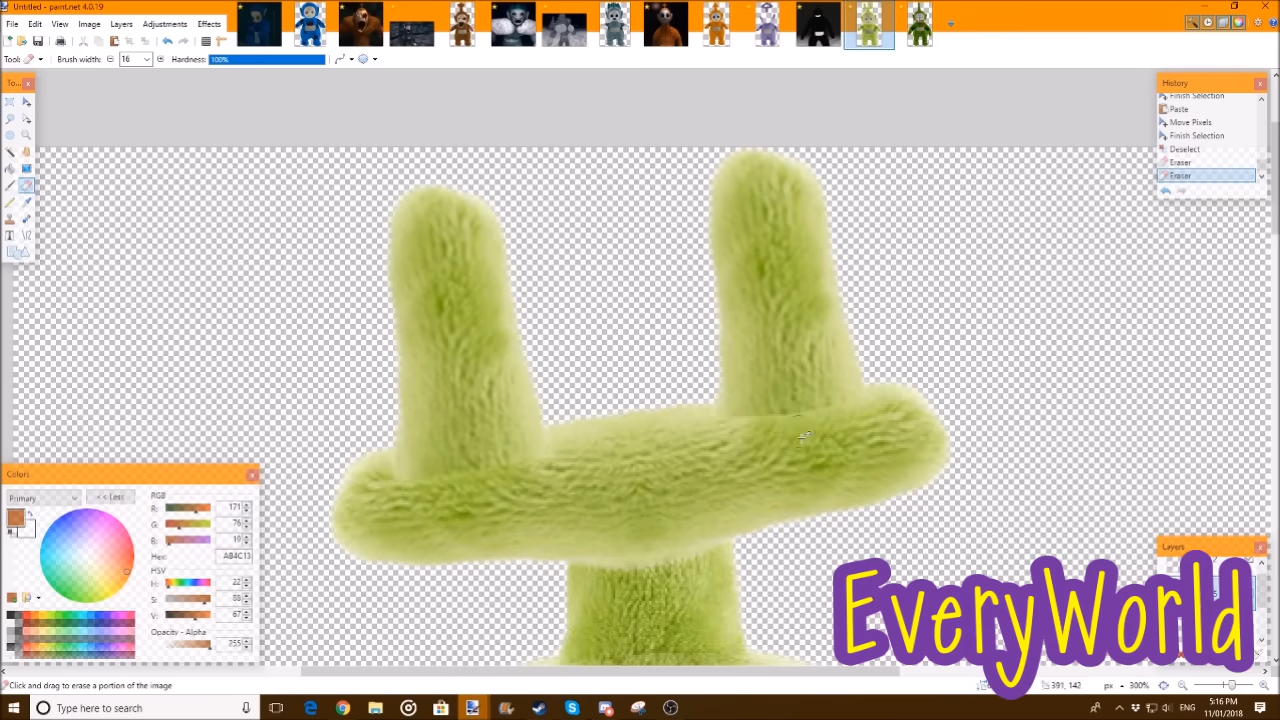 Untitled - paint.net 4.0.19
File Edit View Image Layers Adjustments Effects
Tool: Brush width: 16 Hardness: 100%
To...
History
Finish Selection
Paste
Move Pixels
Finish Selection
Deselect
Eraser
Eraser
Colors
Primary << Less
RGB
R: 171
G: 76
B: 19
Hex: AB4C13
HSV
H: 22
S: 88
V: 67
Opacity - Alpha
255
Layers
EveryWorld
Click and drag to erase a portion of the image
391, 142 px 300%
Type here to search
5:16 PM
11/01/2018